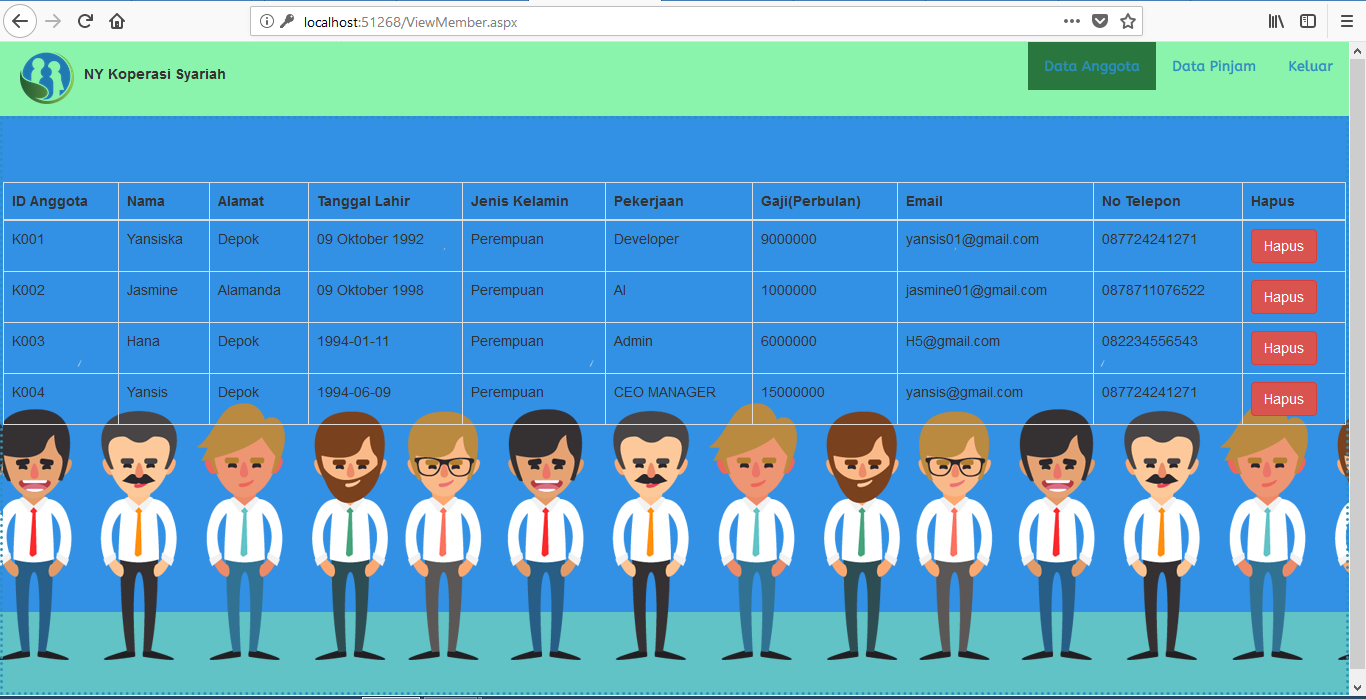 localhost:51268/ViewMember.aspx
NY Koperasi Syariah
Data Anggota Data Pinjam Keluar
ID Anggota Nama Alamat Tanggal Lahir Jenis Kelamin Pekerjaan Gaji(Perbulan) Email No Telepon Hapus
K001 Yansiska Depok 09 Oktober 1992 Perempuan Developer 9000000 yansis01@gmail.com 087724241271 Hapus
K002 Jasmine Alamanda 09 Oktober 1998 Perempuan AI 1000000 jasmine01@gmail.com 0878711076522 Hapus
K003 Hana Depok 1994-01-11 Perempuan Admin 6000000 H5@gmail.com 082234556543 Hapus
K004 Yansis Depok 1994-06-09 Perempuan CEO MANAGER 15000000 yansis@gmail.com 087724241271 Hapus